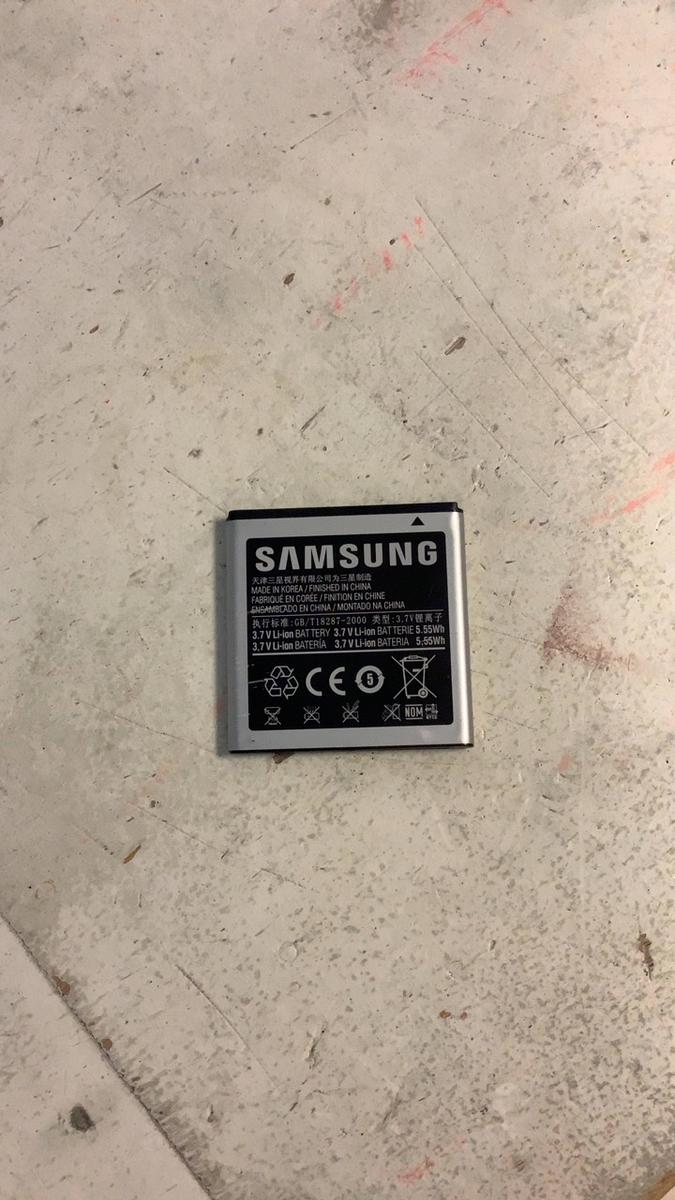 SAMSUNG
天津三星视界有限公司为三星制造
MADE IN KOREA / FINISHED IN CHINA
FABRIQUÉ EN CORÉE / FINITION EN CHINE
ENSAMBLADO EN CHINA / MONTADO NA CHINA
执行标准:GB/T18287-2000 类型:3.7V锂离子
3.7 V Li-ion BATTERY 3.7 V Li-ion BATTERIE 5.55Wh
3.7 V Li-ion BATERÍA 3.7 V Li-ion BATERIA 5.55Wh
CE 5
NOM